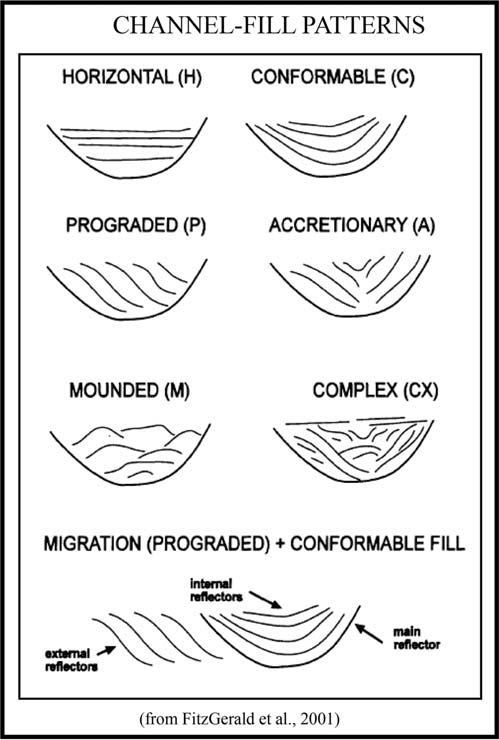 CHANNEL-FILL PATTERNS
HORIZONTAL (H)
CONFORMABLE (C)
PROGRADED (P)
ACCRETIONARY (A)
MOUNDED (M)
COMPLEX (CX)
MIGRATION (PROGRADED) + CONFORMABLE FILL
internal
reflectors
external
reflectors
main
reflector
(from FitzGerald et al., 2001)